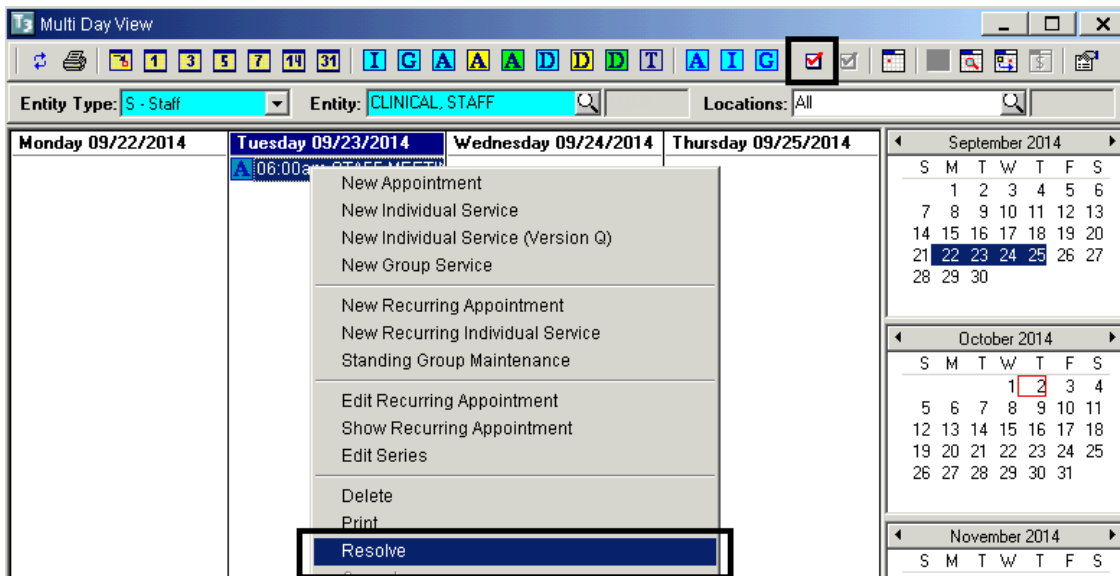 T3 Multi Day View
1 3 5 7 14 31 I G A A A D D D T A I G $
Entity Type: S - Staff Entity: CLINICAL, STAFF Locations: All
Monday 09/22/2014 Tuesday 09/23/2014 Wednesday 09/24/2014 Thursday 09/25/2014
A 06:00am STAFF
New Appointment
New Individual Service
New Individual Service (Version Q)
New Group Service
New Recurring Appointment
New Recurring Individual Service
Standing Group Maintenance
Edit Recurring Appointment
Show Recurring Appointment
Edit Series
Delete
Print
Resolve
September 2014
S M T W T F S
1 2 3 4 5 6
7 8 9 10 11 12 13
14 15 16 17 18 19 20
21 22 23 24 25 26 27
28 29 30
October 2014
S M T W T F S
1 2 3 4
5 6 7 8 9 10 11
12 13 14 15 16 17 18
19 20 21 22 23 24 25
26 27 28 29 30 31
November 2014
S M T W T F S